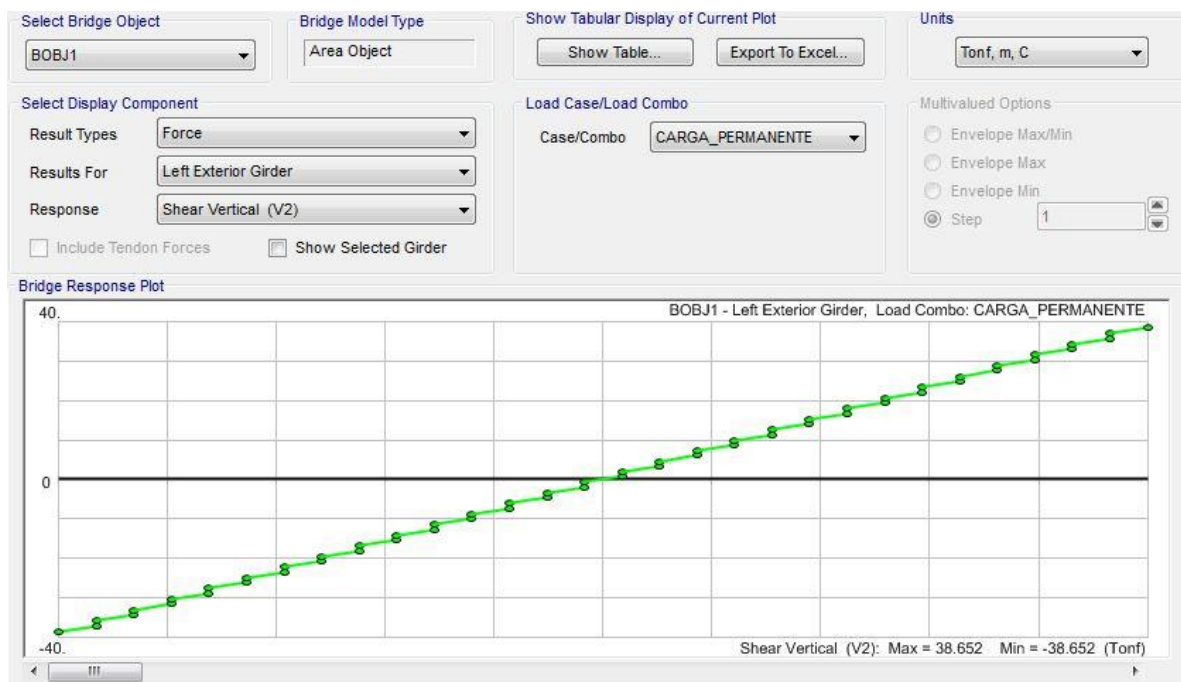 Select Bridge Object
BOBJ1
Bridge Model Type
Area Object
Show Tabular Display of Current Plot
Show Table...
Export To Excel...
Units
Tonf, m, C
Select Display Component
Result Types
Force
Results For
Left Exterior Girder
Response
Shear Vertical (V2)
Include Tendon Forces
Show Selected Girder
Load Case/Load Combo
Case/Combo
CARGA_PERMANENTE
Multivalued Options
Envelope Max/Min
Envelope Max
Envelope Min
Step
1
Bridge Response Plot
40.
BOBJ1 - Left Exterior Girder, Load Combo: CARGA_PERMANENTE
0
-40.
Shear Vertical (V2): Max = 38.652 Min = -38.652 (Tonf)